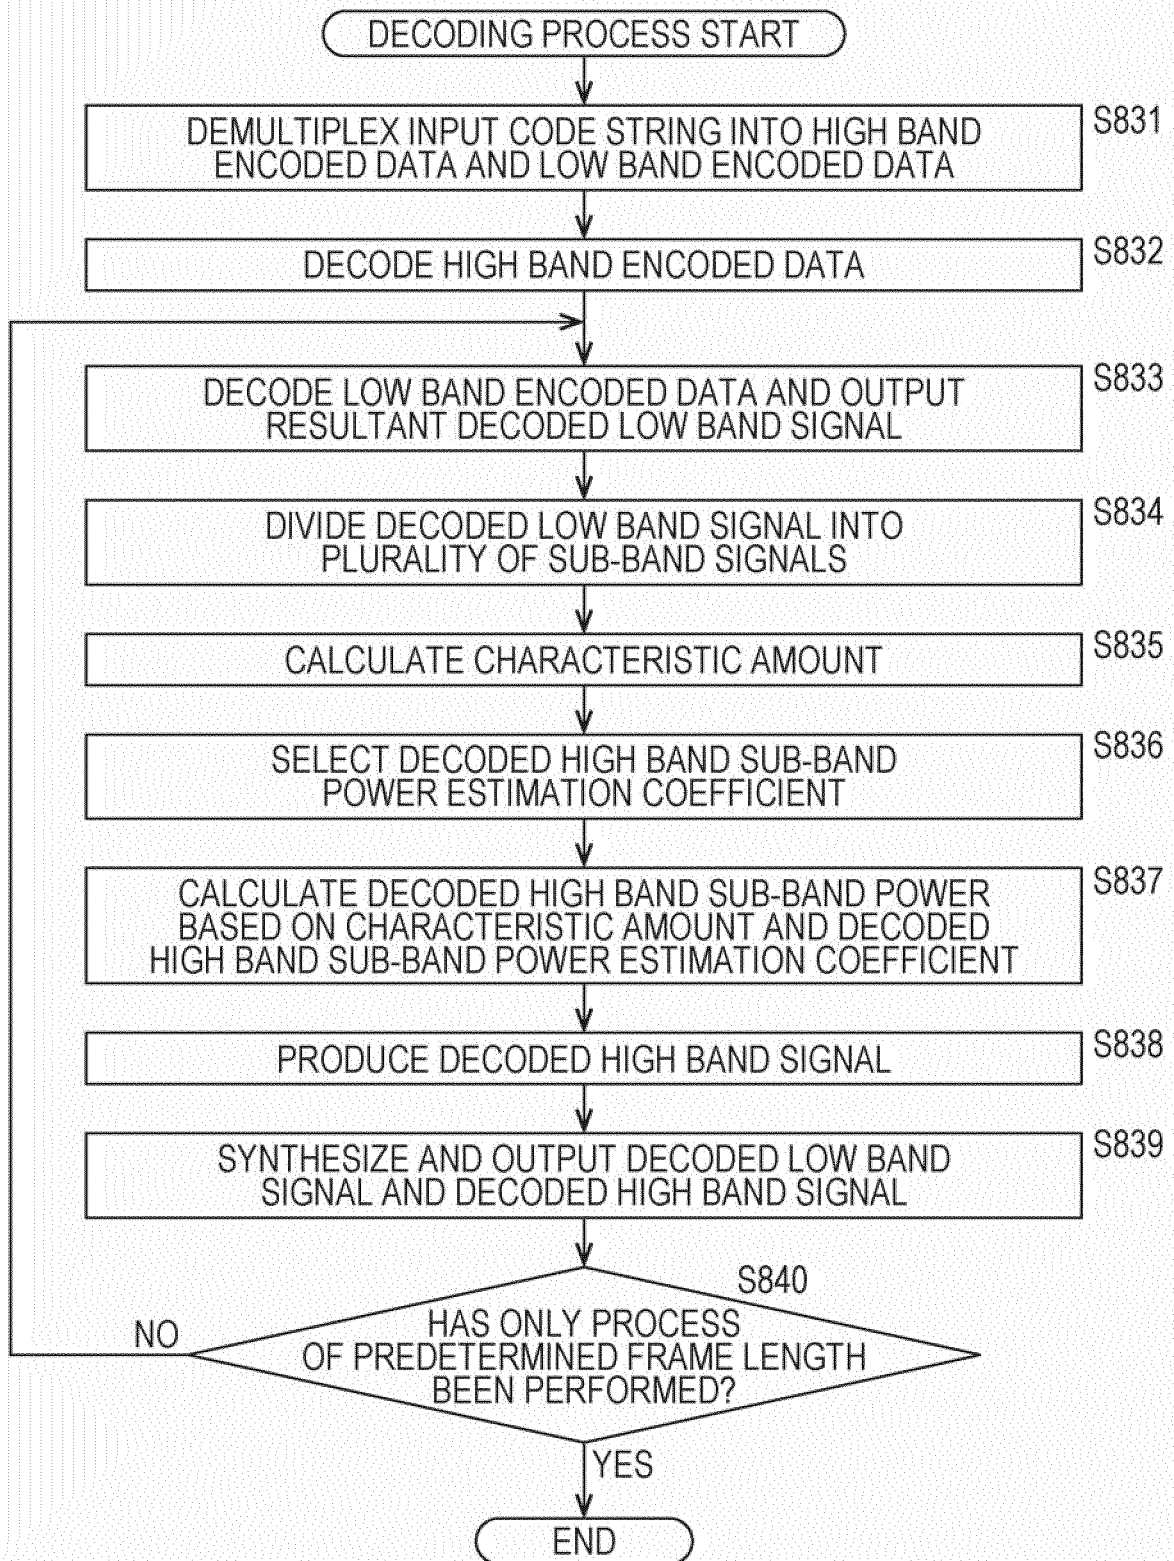 DECODING PROCESS START
DEMULTIPLEX INPUT CODE STRING INTO HIGH BAND
ENCODED DATA AND LOW BAND ENCODED DATA
S831
DECODE HIGH BAND ENCODED DATA
S832
DECODE LOW BAND ENCODED DATA AND OUTPUT
RESULTANT DECODED LOW BAND SIGNAL
S833
DIVIDE DECODED LOW BAND SIGNAL INTO
PLURALITY OF SUB-BAND SIGNALS
S834
CALCULATE CHARACTERISTIC AMOUNT
S835
SELECT DECODED HIGH BAND SUB-BAND
POWER ESTIMATION COEFFICIENT
S836
CALCULATE DECODED HIGH BAND SUB-BAND POWER
BASED ON CHARACTERISTIC AMOUNT AND DECODED
HIGH BAND SUB-BAND POWER ESTIMATION COEFFICIENT
S837
PRODUCE DECODED HIGH BAND SIGNAL
S838
SYNTHESIZE AND OUTPUT DECODED LOW BAND
SIGNAL AND DECODED HIGH BAND SIGNAL
S839
S840
HAS ONLY PROCESS
OF PREDETERMINED FRAME LENGTH
BEEN PERFORMED?
NO
YES
END